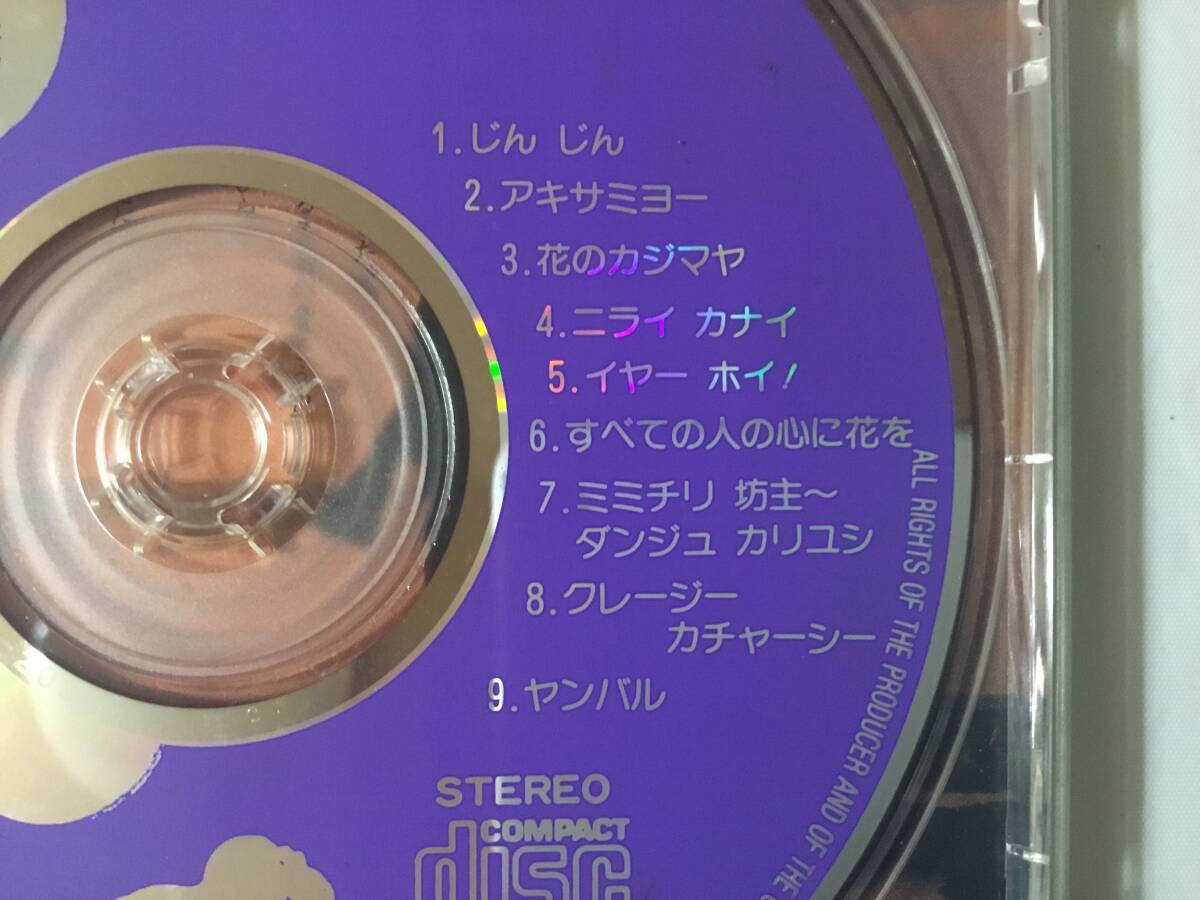 1.じん じん
2.アキサミヨー
3.花のカジマヤ
4.ニライ カナイ
5.イヤー ホイ!
6.すべての人の心に花を
7.ミミチリ 坊主~
ダンジュ カリユシ
8.クレージー
カチャーシー
9.ヤンバル
STEREO
COMPACT
disc
ALL RIGHTS OF THE PRODUCER AND OF THE